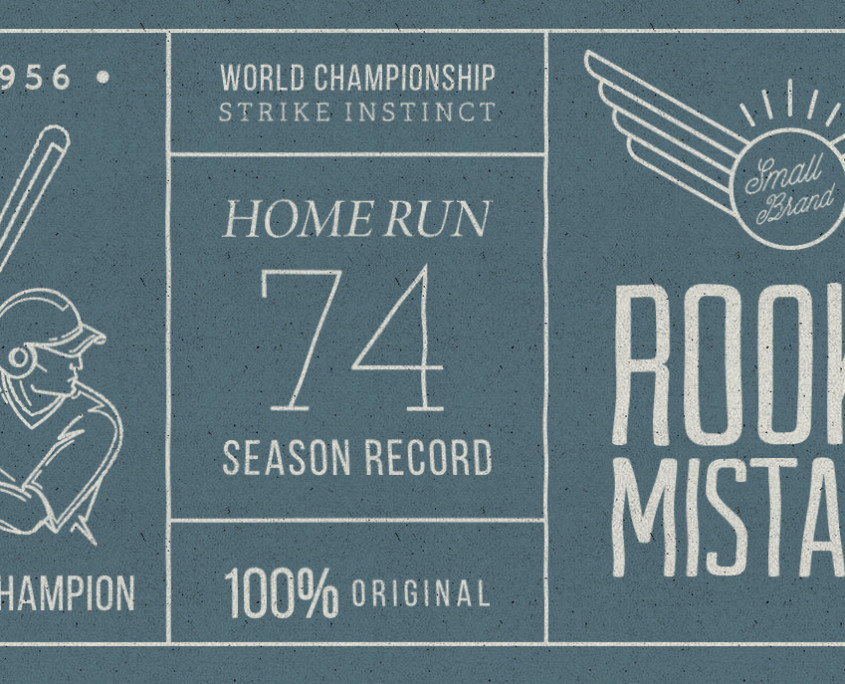 956 •
HAMPION
WORLD CHAMPIONSHIP
STRIKE INSTINCT
HOME RUN
74
SEASON RECORD
100% ORIGINAL
Small
Brand
ROOK
MISTA